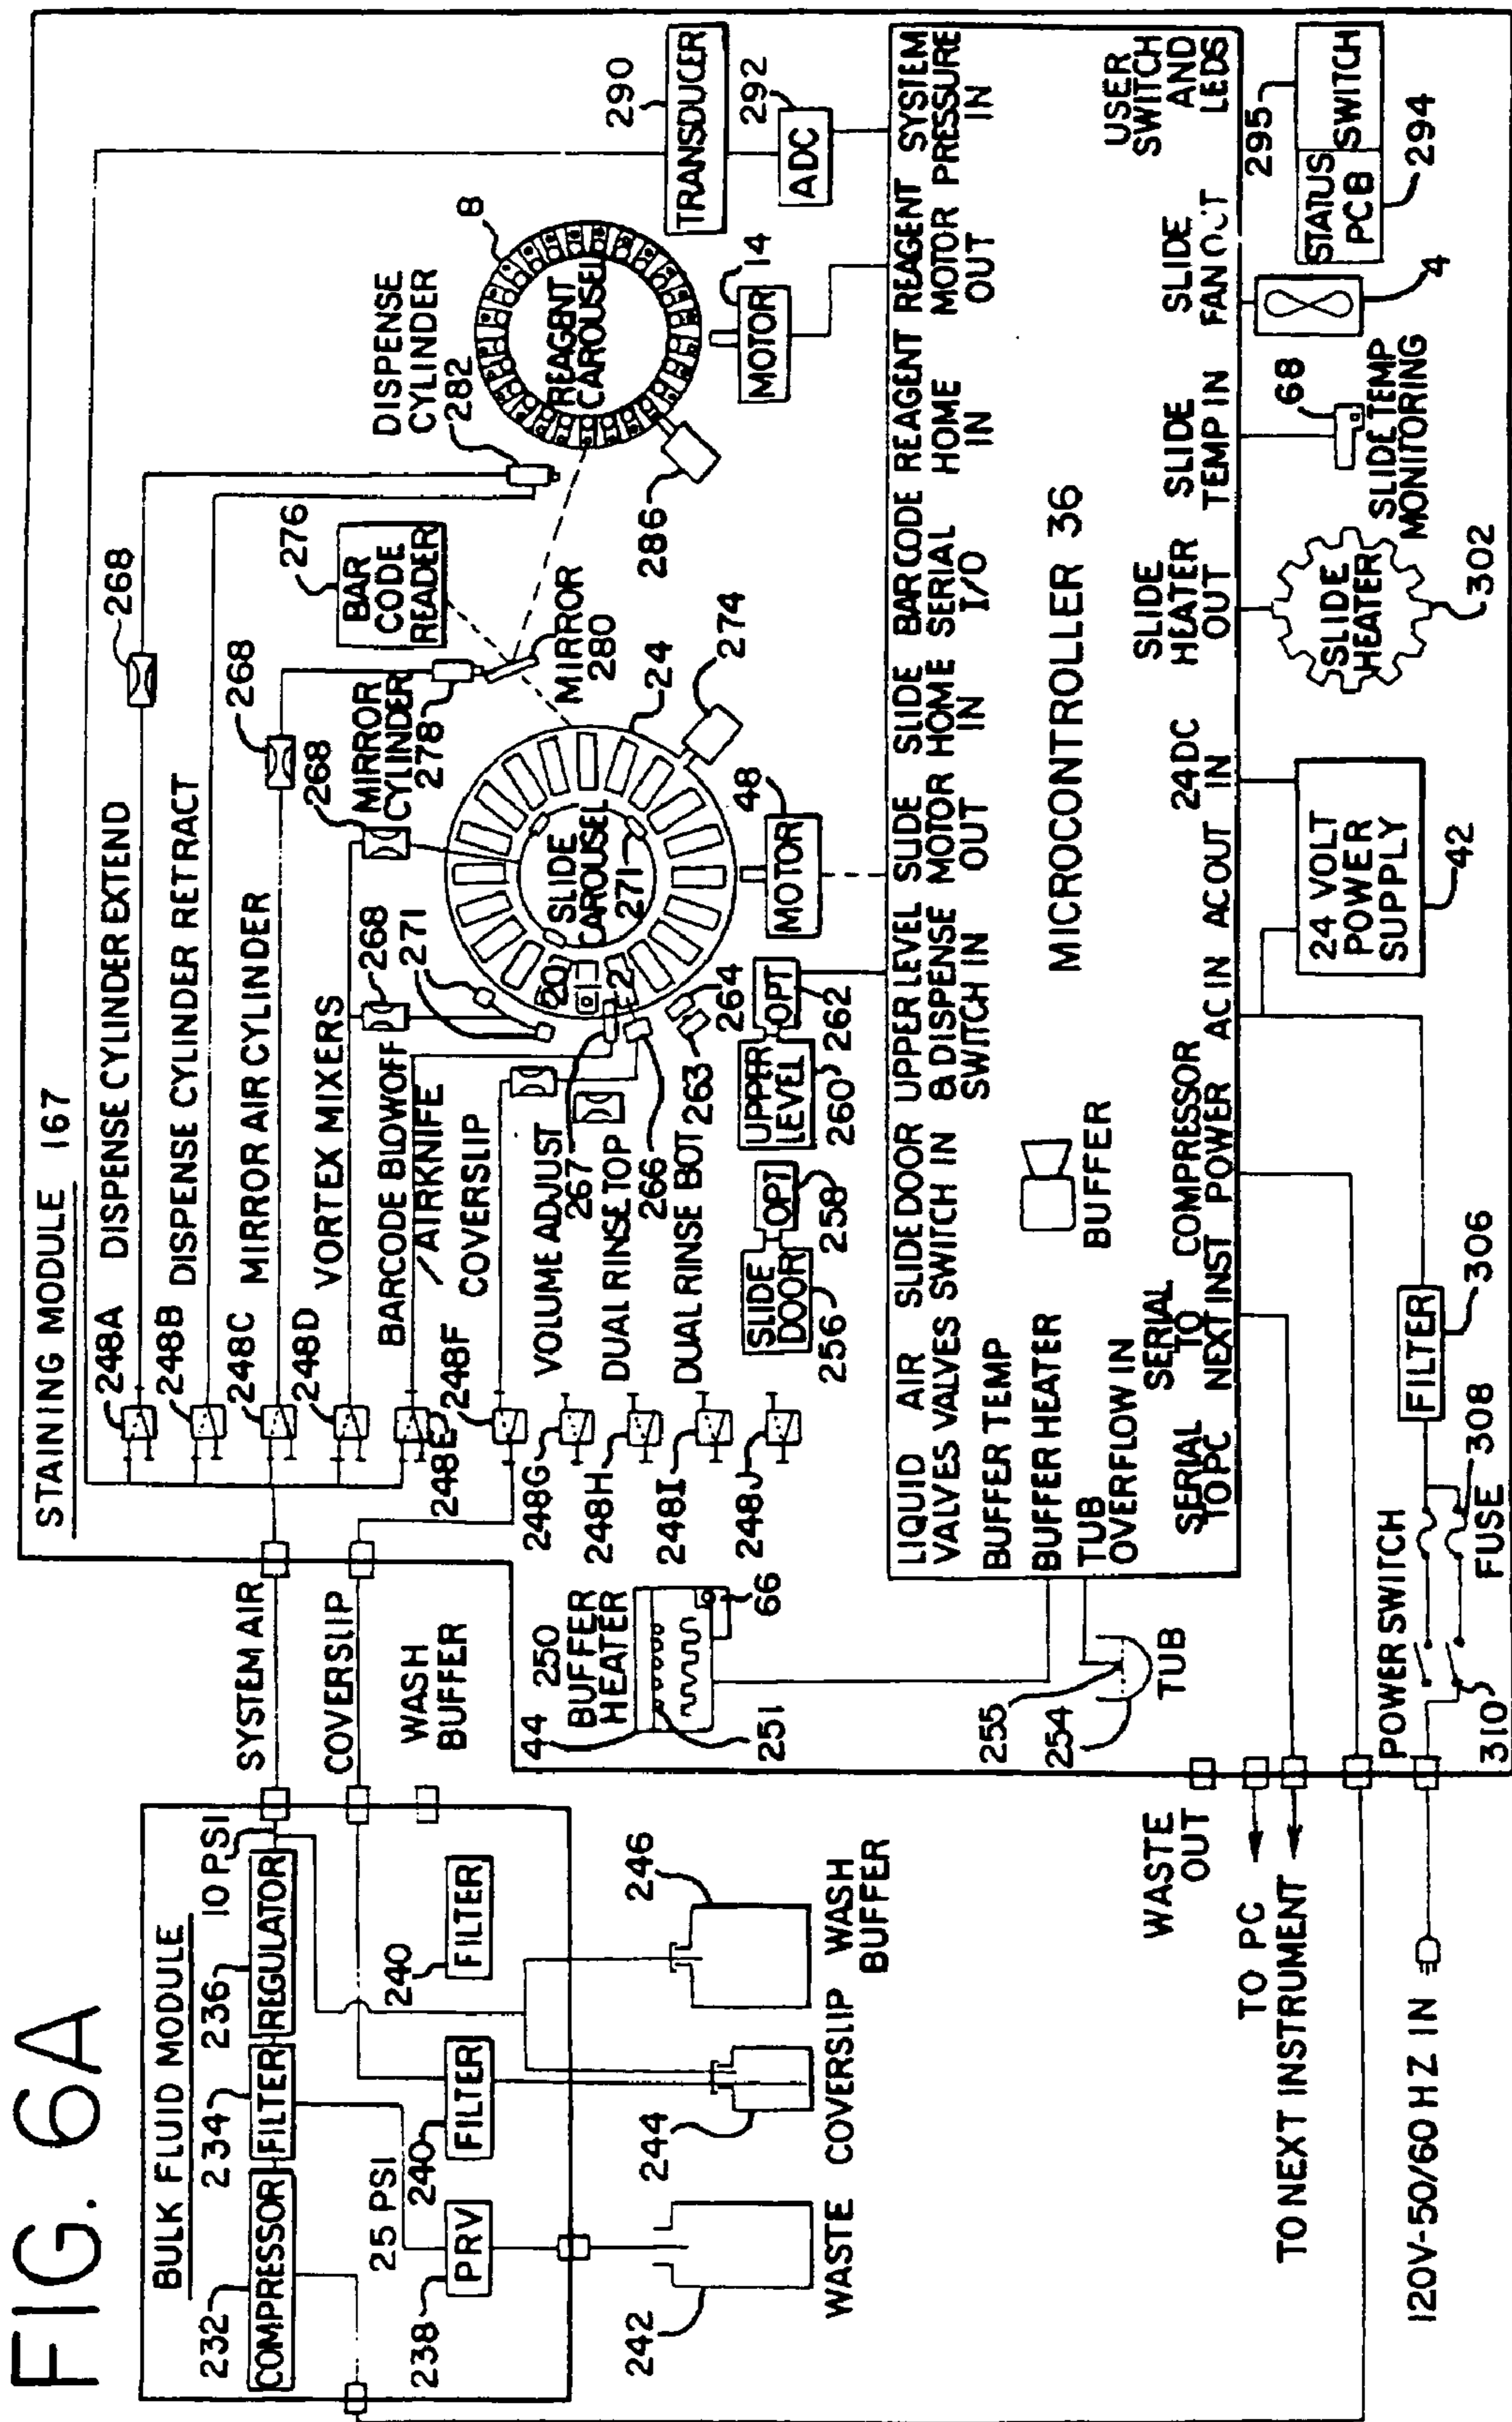 FIG. 6A
BULK FLUID MODULE
232
234
236
10 PSI
COMPRESSOR
FILTER
REGULATOR
25 PSI
238
PRV
240
FILTER
240
FILTER
242
244
246
WASTE
COVERSLIP
WASH
BUFFER
SYSTEM AIR
COVERSLIP
WASH
BUFFER
STAINING MODULE 167
248A
DISPENSE CYLINDER EXTEND
248B
DISPENSE CYLINDER RETRACT
248C
MIRROR AIR CYLINDER
248D
VORTEX MIXERS
BARCODE BLOWOFF
/AIRKNIFE
248E
248F
COVERSLIP
248G
VOLUME ADJUST
248H
DUAL RINSE TOP
248I
DUAL RINSE BOT
248J
267
266
263
264
268
268
268
268
271
271
20
2
SLIDE
CAROUSEL
24
274
MOTOR
48
MIRROR
CYLINDER
278
MIRROR
280
276
BAR
CODE
READER
DISPENSE
CYLINDER
282
286
REAGENT
CAROUSEL
8
MOTOR
14
290
TRANSDUCER
292
ADC
44
250
BUFFER
HEATER
251
66
255
254
TUB
SLIDE
DOOR
OPT
256
258
UPPER
LEVEL
OPT
260
262
LIQUID
VALVES
AIR
VALVES
SLIDE DOOR
SWITCH IN
UPPER LEVEL
& DISPENSE
SWITCH IN
SLIDE
MOTOR
OUT
SLIDE
HOME
IN
BAR CODE
SERIAL
I/O
REAGENT
HOME
IN
REAGENT
MOTOR
OUT
SYSTEM
PRESSURE
IN
BUFFER TEMP
BUFFER HEATER
TUB
OVERFLOW IN
BUFFER
MICROCONTROLLER 36
SERIAL
TO PC
SERIAL
TO
NEXT INST
COMPRESSOR
POWER
AC IN
AC OUT
24DC
IN
SLIDE
HEATER
OUT
SLIDE
TEMP IN
SLIDE
FAN OUT
USER
SWITCH
AND
LEDS
WASTE
OUT
TO PC
TO NEXT INSTRUMENT
120V-50/60 HZ IN
POWER SWITCH
310
FUSE
308
FILTER
306
24 VOLT
POWER
SUPPLY
42
SLIDE
HEATER
302
68
SLIDE TEMP
MONITORING
4
STATUS
PCB
SWITCH
295
294